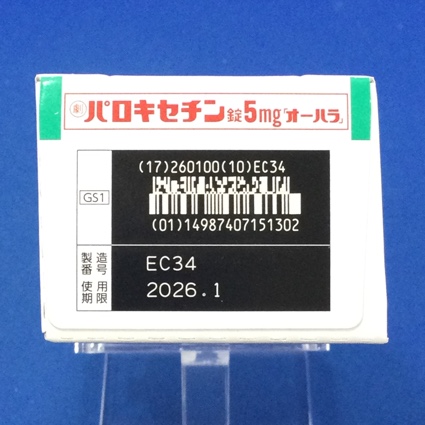 劇 パロキセチン錠5mg「オーハラ」
(17)260100(10)EC34
GS1
(01)14987407151302
製造番号 EC34
使用期限 2026.1